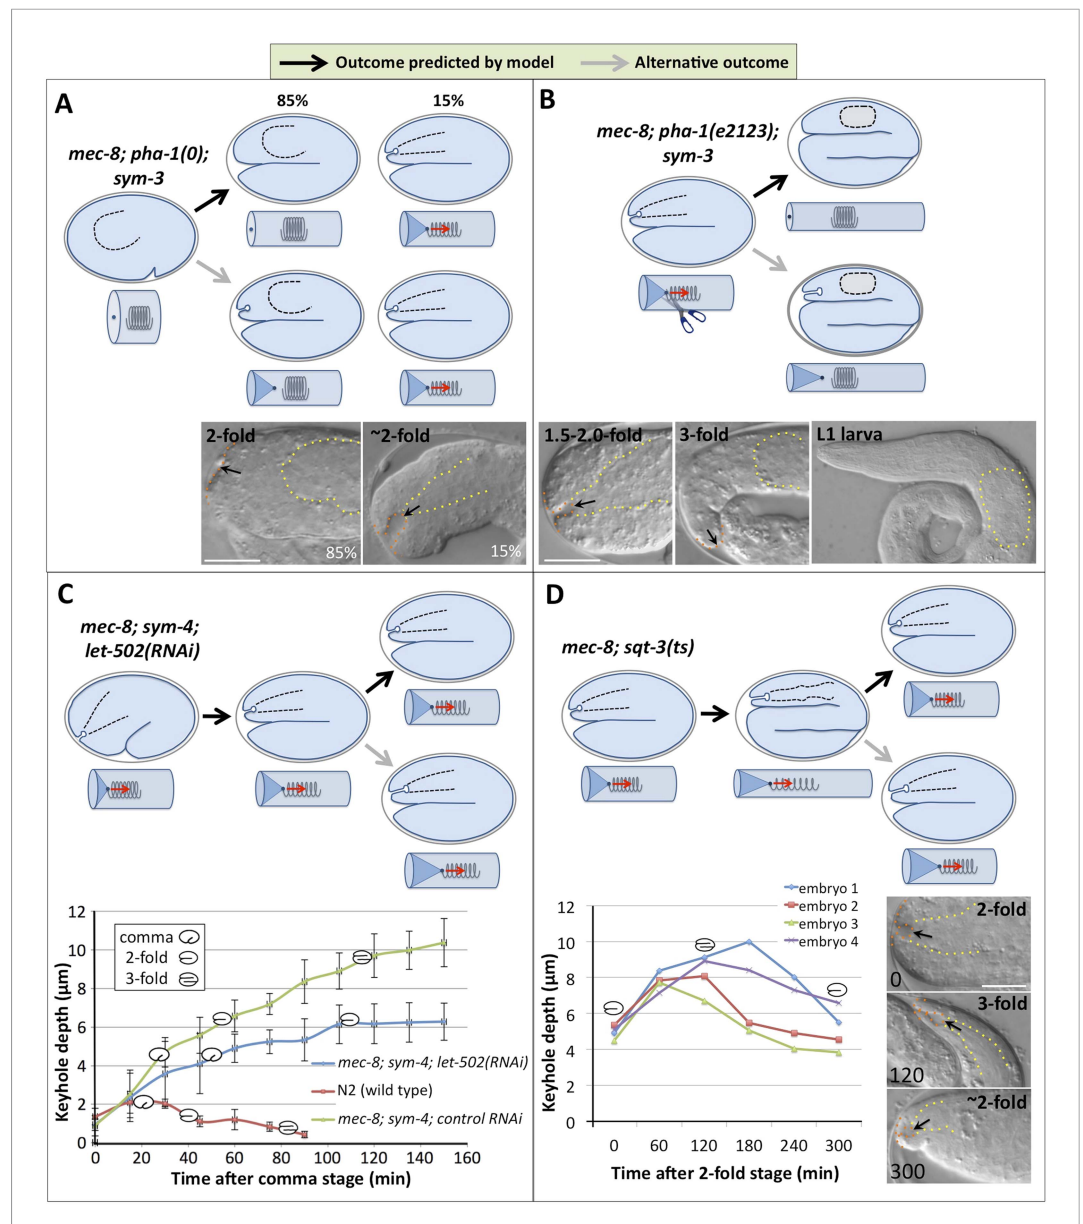 Outcome predicted by model
Alternative outcome
A
85%
15%
mec-8; pha-1(0);
sym-3
2-fold
~2-fold
85%
15%
B
mec-8; pha-1(e2123);
sym-3
1.5-2.0-fold
3-fold
L1 larva
C
mec-8; sym-4;
let-502(RNAi)
12
10
8
6
4
2
0
Keyhole depth (µm)
comma
2-fold
3-fold
mec-8; sym-4; let-502(RNAi)
N2 (wild type)
mec-8; sym-4; control RNAi
0 20 40 60 80 100 120 140 160
Time after comma stage (min)
D
mec-8; sqt-3(ts)
embryo 1
embryo 2
embryo 3
embryo 4
12
10
8
6
4
2
0
Keyhole depth (µm)
0 60 120 180 240 300
Time after 2-fold stage (min)
2-fold
0
3-fold
120
~2-fold
300